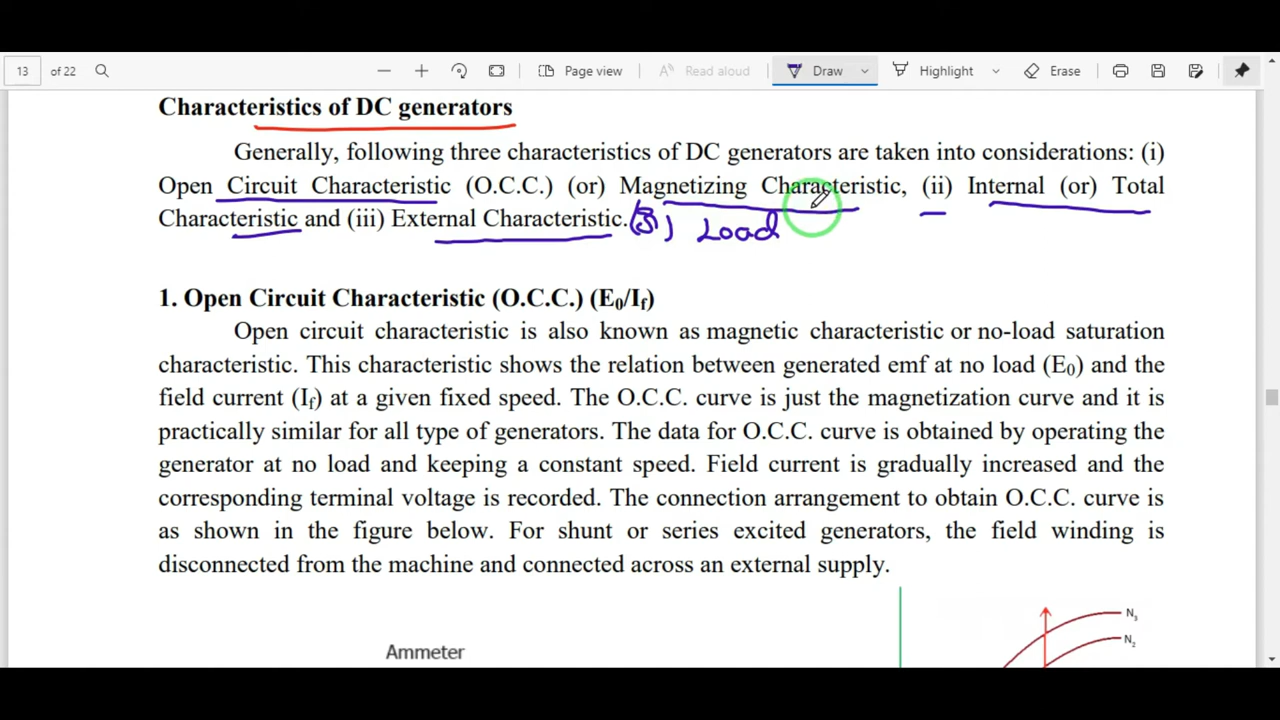 13 of 22 Page view Read aloud Draw Highlight Erase
Characteristics of DC generators
Generally, following three characteristics of DC generators are taken into considerations: (i)
Open Circuit Characteristic (O.C.C.) (or) Magnetizing Characteristic, (ii) Internal (or) Total
Characteristic and (iii) External Characteristic.
Load
1. Open Circuit Characteristic (O.C.C.) (E₀/I_f)
Open circuit characteristic is also known as magnetic characteristic or no-load saturation
characteristic. This characteristic shows the relation between generated emf at no load (E₀) and the
field current (I_f) at a given fixed speed. The O.C.C. curve is just the magnetization curve and it is
practically similar for all type of generators. The data for O.C.C. curve is obtained by operating the
generator at no load and keeping a constant speed. Field current is gradually increased and the
corresponding terminal voltage is recorded. The connection arrangement to obtain O.C.C. curve is
as shown in the figure below. For shunt or series excited generators, the field winding is
disconnected from the machine and connected across an external supply.
N₃
N₂
Ammeter